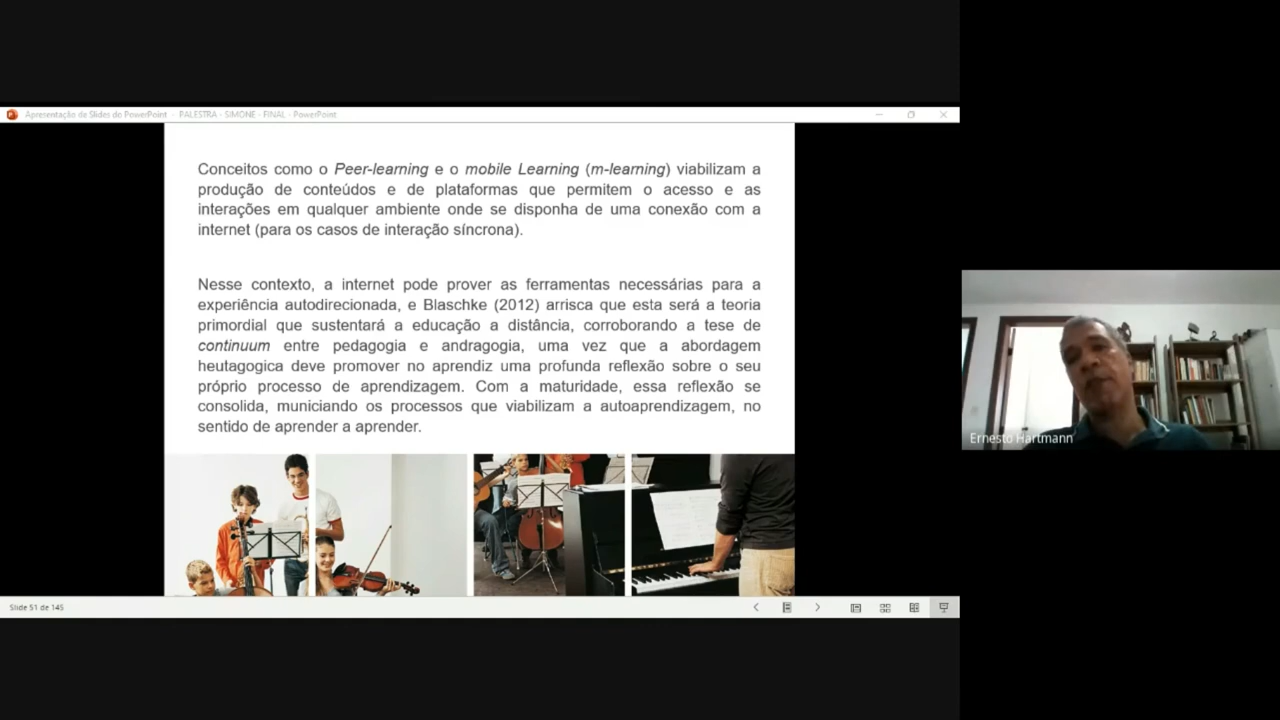 Apresentação de Slides do PowerPoint - PALESTRA - SIMONE - FINAL - PowerPoint
Conceitos como o Peer-learning e o mobile Learning (m-learning) viabilizam a
produção de conteúdos e de plataformas que permitem o acesso e as
interações em qualquer ambiente onde se disponha de uma conexão com a
internet (para os casos de interação síncrona).
Nesse contexto, a internet pode prover as ferramentas necessárias para a
experiência autodirecionada, e Blaschke (2012) arrisca que esta será a teoria
primordial que sustentará a educação a distância, corroborando a tese de
continuum entre pedagogia e andragogia, uma vez que a abordagem
heutagogica deve promover no aprendiz uma profunda reflexão sobre o seu
próprio processo de aprendizagem. Com a maturidade, essa reflexão se
consolida, municiando os processos que viabilizam a autoaprendizagem, no
sentido de aprender a aprender.
Ernesto Hartmann
Slide 51 de 145